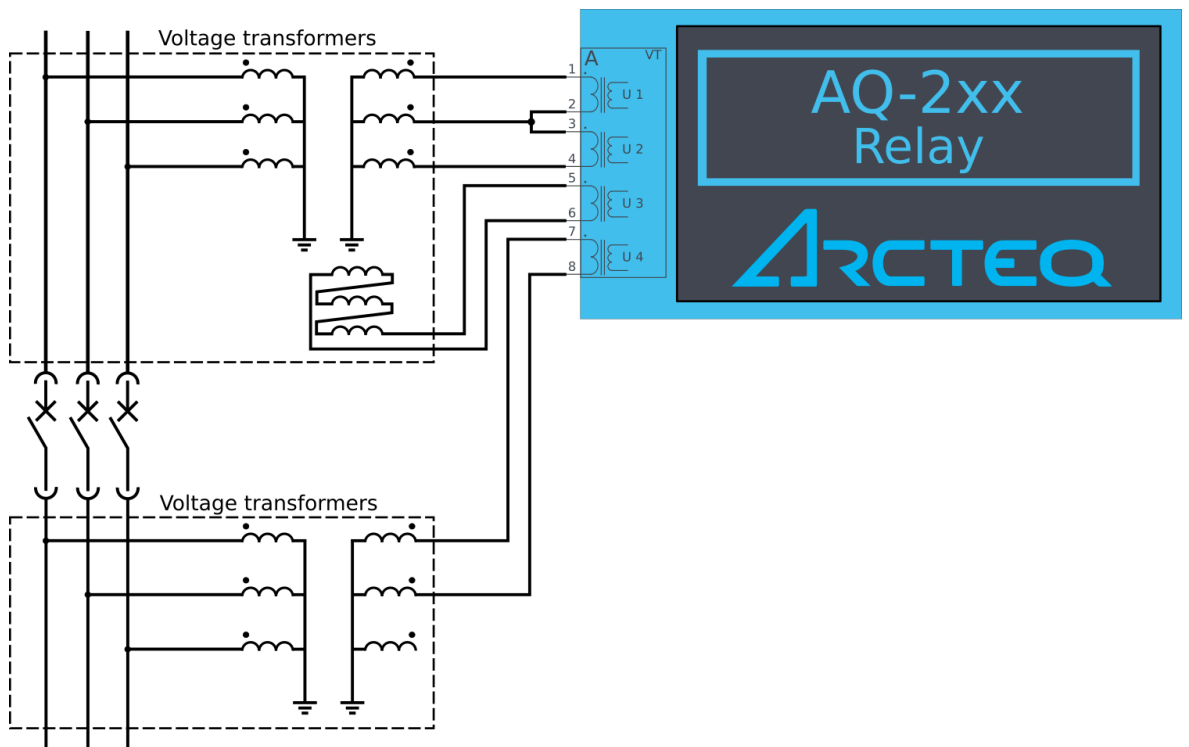 Voltage transformers
A VT
1
U 1
2
3
U 2
4
5
U 3
6
7
U 4
8
AQ-2xx
Relay
ARCTEQ
Voltage transformers